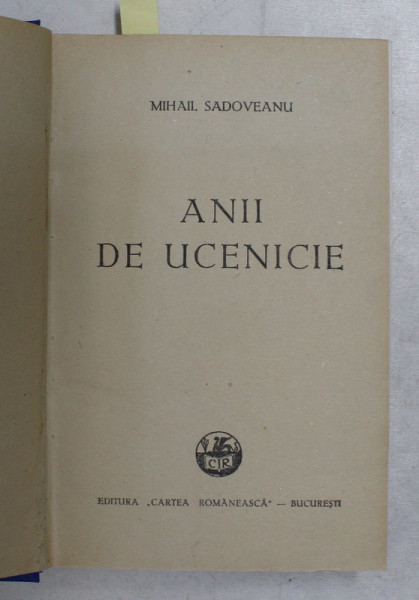 MIHAIL SADOVEANU
ANII
DE UCENICIE
CR
EDITURA „CARTEA ROMÂNEASCĂ" — BUCUREȘTI